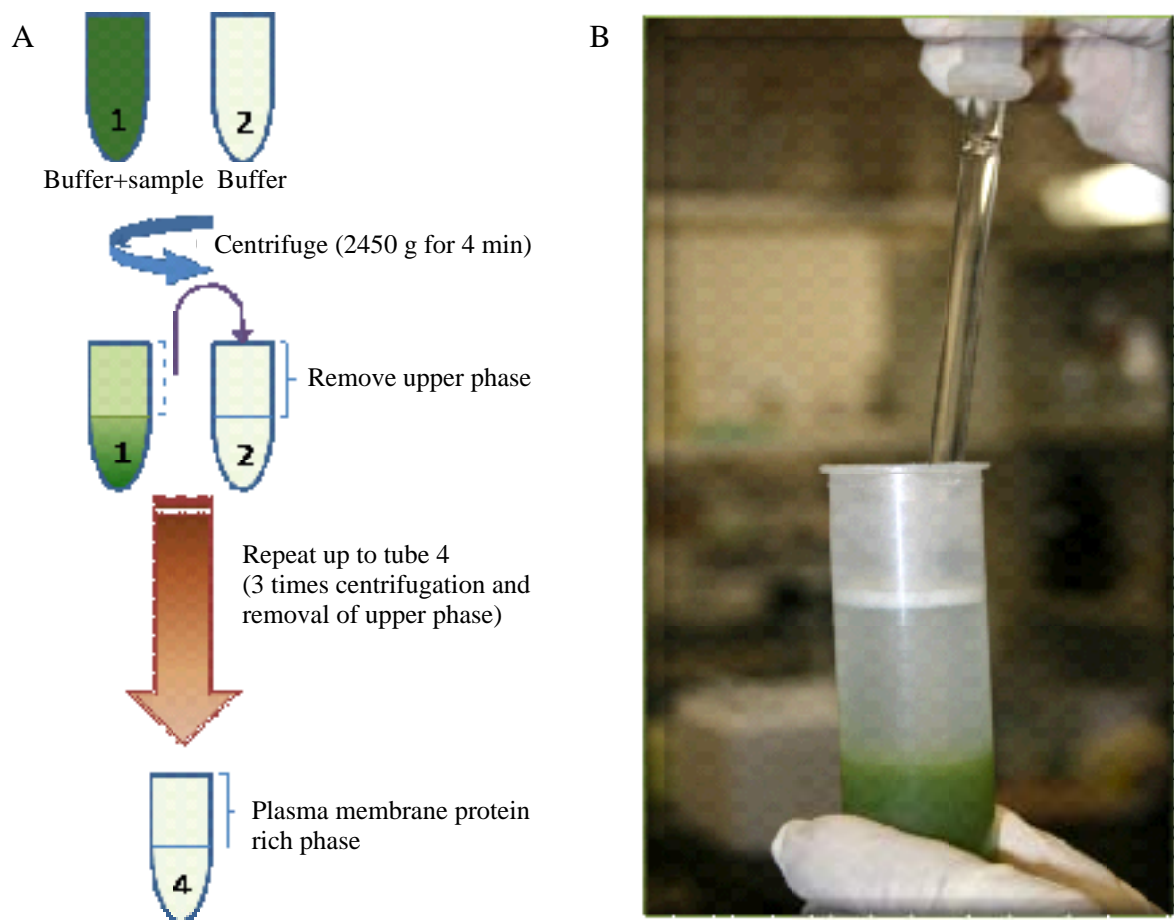 A
B
1
2
Buffer+sample Buffer
Centrifuge (2450 g for 4 min)
Remove upper phase
1
2
Repeat up to tube 4
(3 times centrifugation and
removal of upper phase)
Plasma membrane protein
rich phase
4